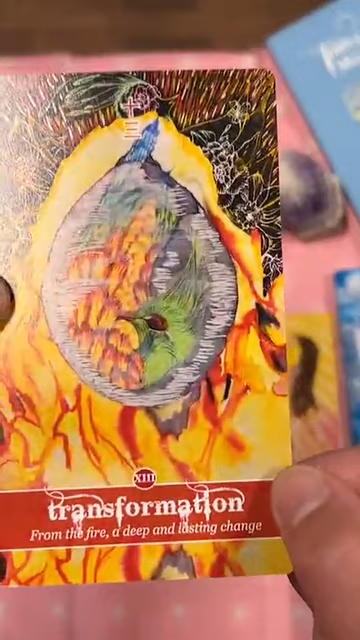 XIII
transformation
From the fire, a deep and lasting change